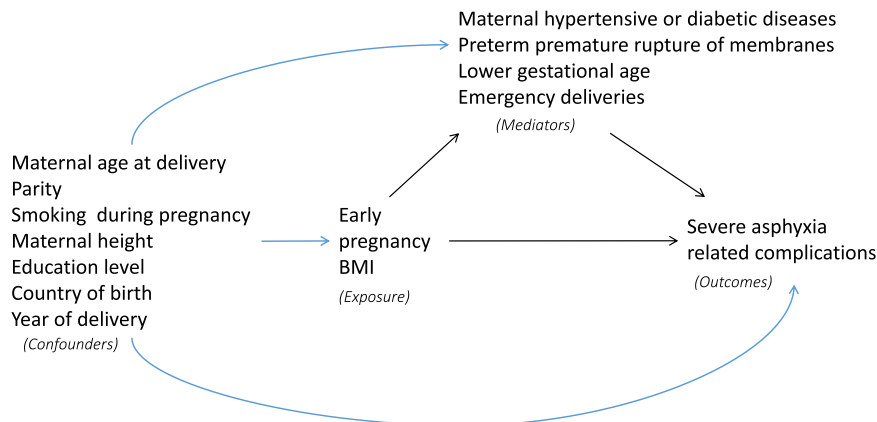 Maternal hypertensive or diabetic diseases
Preterm premature rupture of membranes
Lower gestational age
Emergency deliveries
(Mediators)
Maternal age at delivery
Parity
Smoking during pregnancy
Maternal height
Education level
Country of birth
Year of delivery
(Confounders)
Early
pregnancy
BMI
(Exposure)
Severe asphyxia
related complications
(Outcomes)